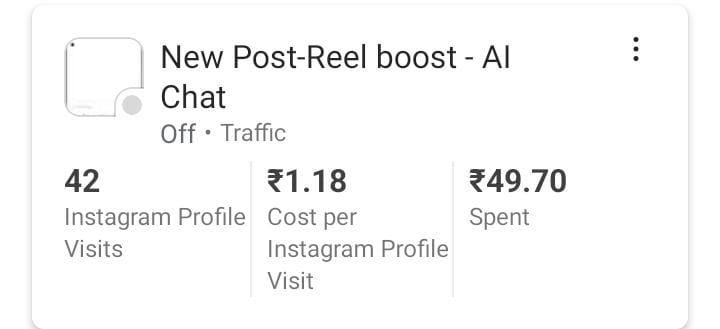 New Post-Reel boost - AI
Chat
Off • Traffic
42
Instagram Profile
Visits
₹1.18
Cost per
Instagram Profile
Visit
₹49.70
Spent